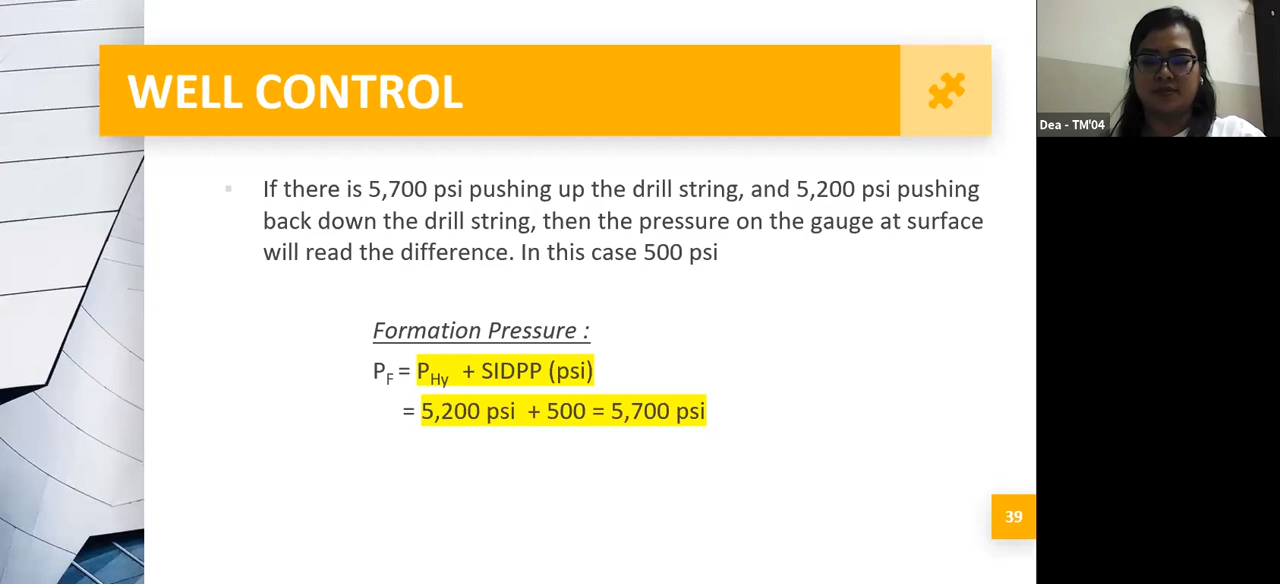 WELL CONTROL
If there is 5,700 psi pushing up the drill string, and 5,200 psi pushing
back down the drill string, then the pressure on the gauge at surface
will read the difference. In this case 500 psi
Formation Pressure :
PF = PHy + SIDPP (psi)
= 5,200 psi + 500 = 5,700 psi
39
Dea - TM'04